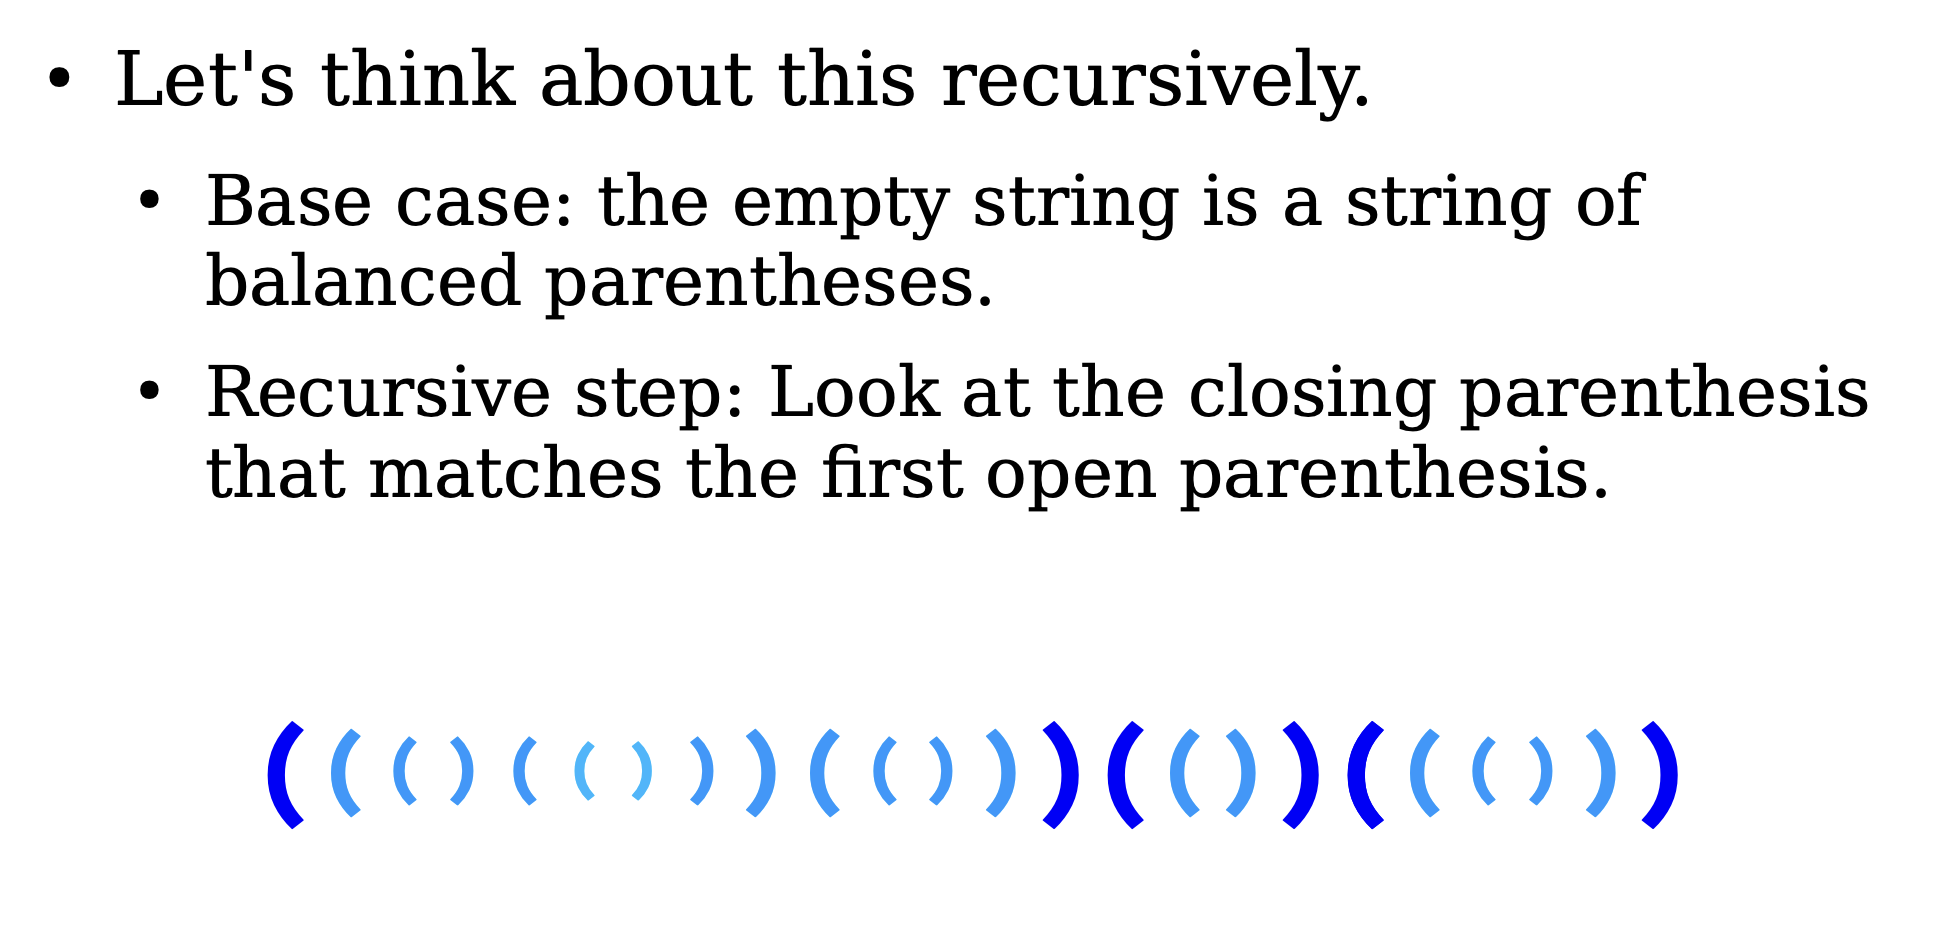 • Let's think about this recursively.
• Base case: the empty string is a string of
balanced parentheses.
• Recursive step: Look at the closing parenthesis
that matches the first open parenthesis.
((()(()))(()))(())((()))